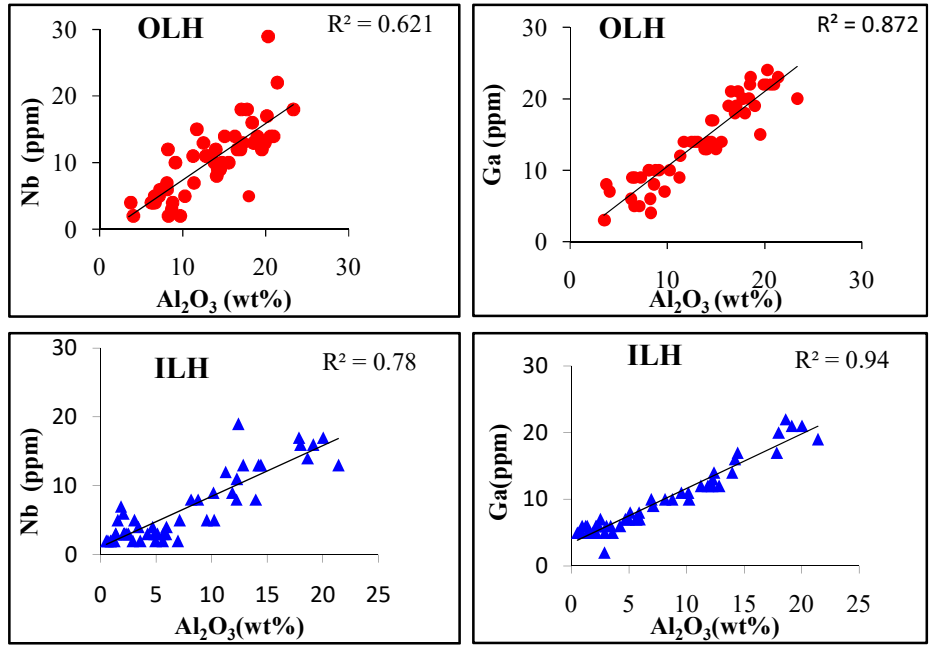 OLH
R² = 0.621
30
20
10
0
Nb (ppm)
0 10 20 30
Al₂O₃ (wt%)
OLH
R² = 0.872
30
20
10
0
Ga (ppm)
0 10 20 30
Al₂O₃ (wt%)
ILH
R² = 0.78
30
20
10
0
Nb (ppm)
0 5 10 15 20 25
Al₂O₃(wt%)
ILH
R² = 0.94
30
20
10
0
Ga(ppm)
0 5 10 15 20 25
Al₂O₃(wt%)